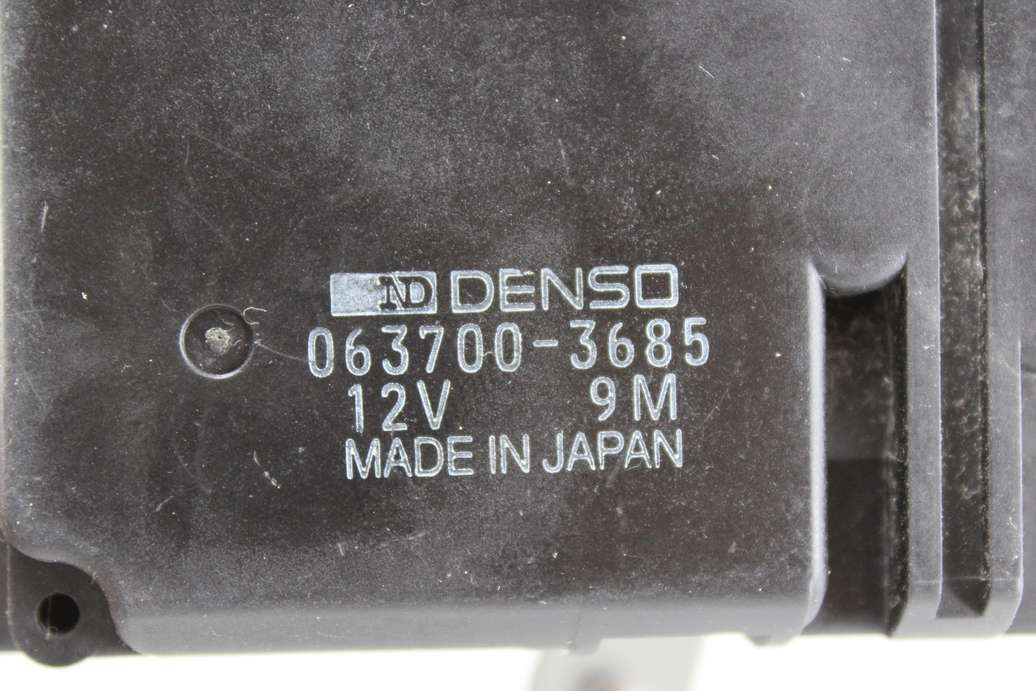 ND DENSO
063700-3685
12V 9M
MADE IN JAPAN